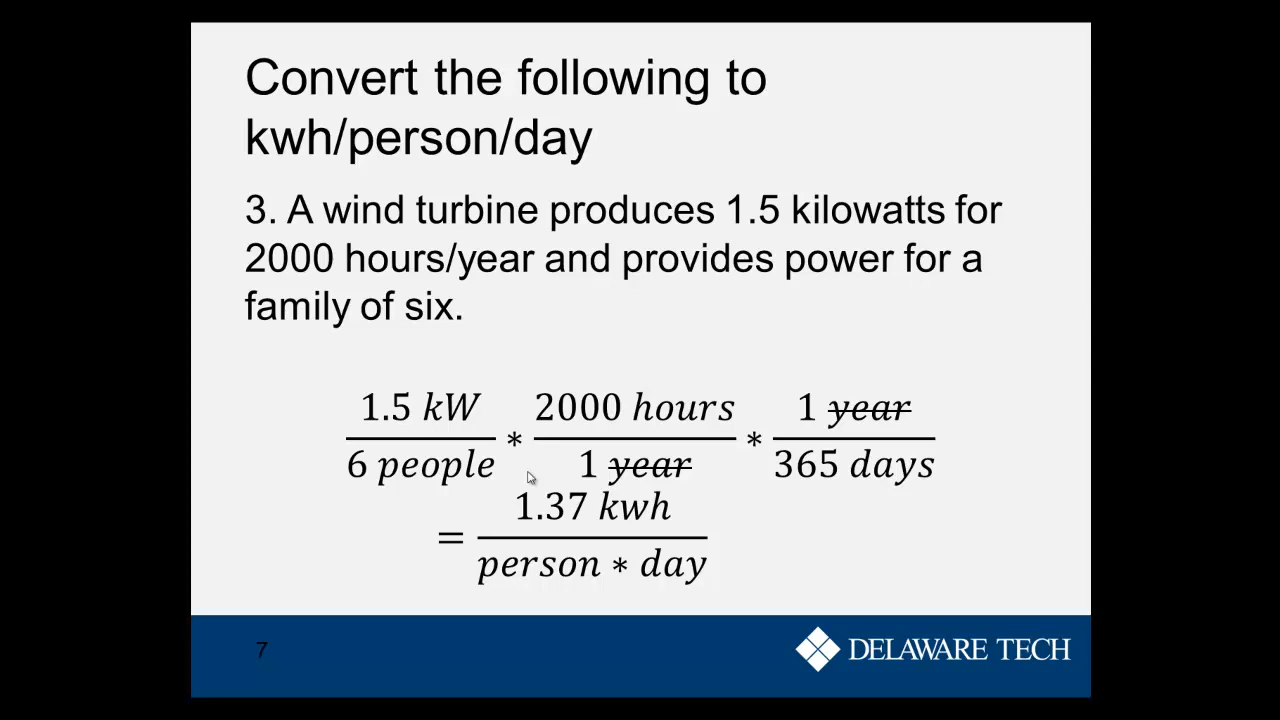 Convert the following to
kwh/person/day
3. A wind turbine produces 1.5 kilowatts for
2000 hours/year and provides power for a
family of six.
1.5 kW / 6 people * 2000 hours / 1 year * 1 year / 365 days
= 1.37 kwh / person * day
7
DELAWARE TECH